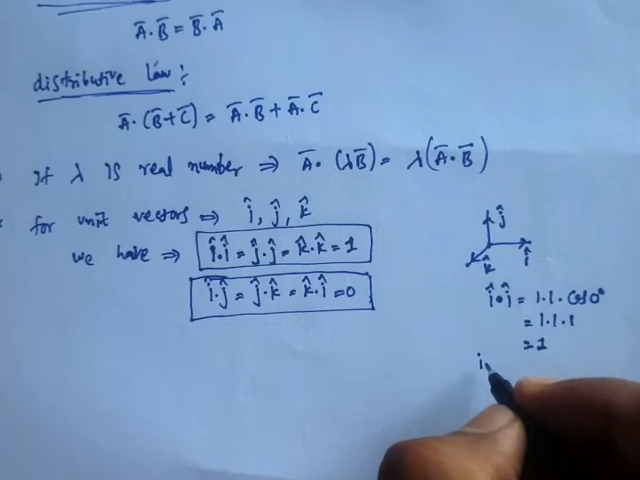 A̅·B̅ = B̅·A̅
distributive law:
A̅·(B̅+C̅) = A̅·B̅ + A̅·C̅
If λ is real number ⇒ A̅·(λB̅) = λ(A̅·B̅)
for unit vectors ⇒ î, ĵ, k̂
we have ⇒ î·î = ĵ·ĵ = k̂·k̂ = 1
î·ĵ = ĵ·k̂ = k̂·î = 0
ĵ
k̂ î
î·î = 1·1·cos0°
= 1·1·1
= 1
i